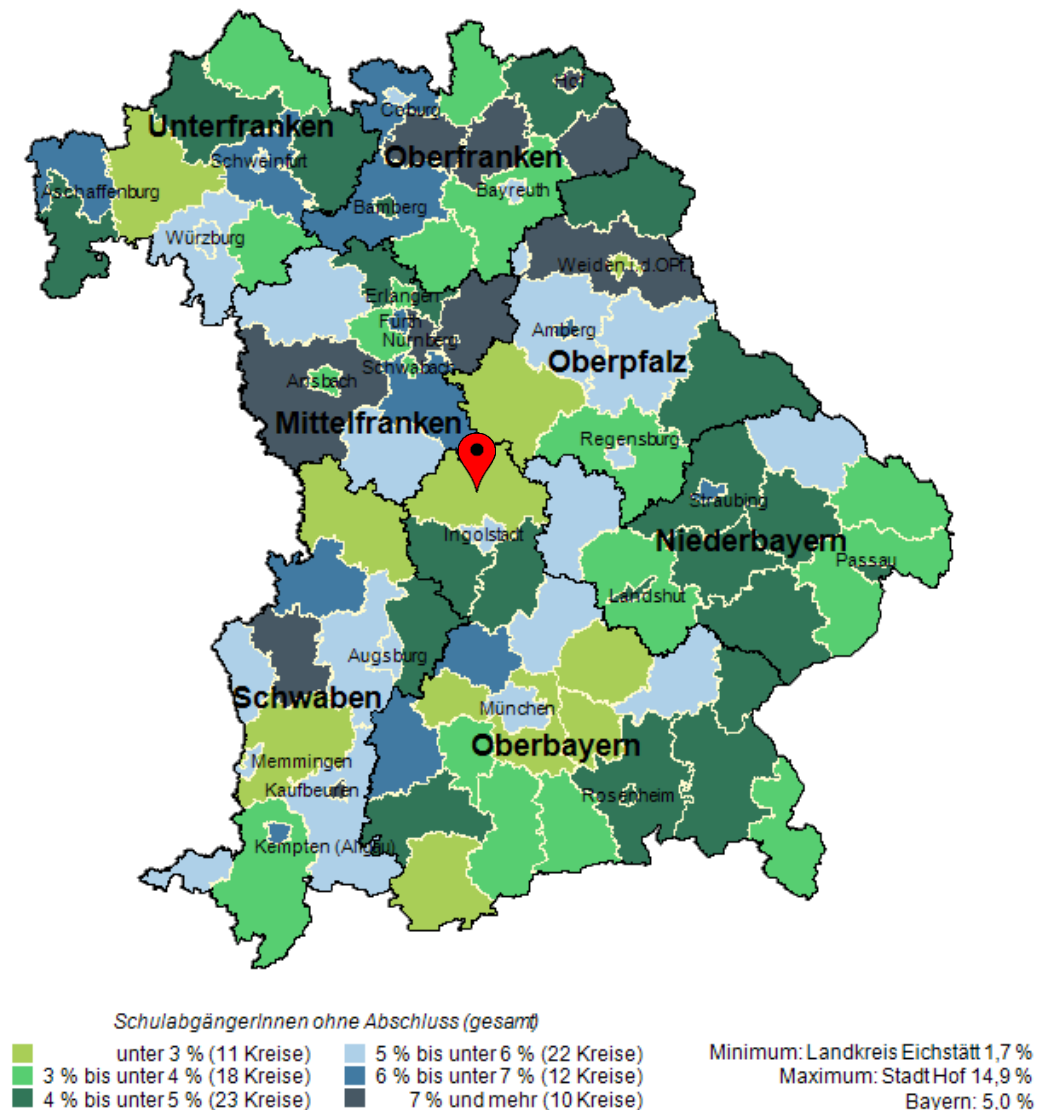 Hof
Coburg
Unterfranken
Oberfranken
Schweinfurt
Aschaffenburg
Bayreuth
Bamberg
Würzburg
Weiden i.d.OPf.
Erlangen
Fürth
Amberg
Nürnberg
Oberpfalz
Schwabach
Ansbach
Mittelfranken
Regensburg
Straubing
Ingolstadt
Niederbayern
Passau
Landshut
Augsburg
Schwaben
München
Oberbayern
Memmingen
Kaufbeuren
Rosenheim
Kempten (Allgäu)
SchulabgängerInnen ohne Abschluss (gesamt)
unter 3 % (11 Kreise)
3 % bis unter 4 % (18 Kreise)
4 % bis unter 5 % (23 Kreise)
5 % bis unter 6 % (22 Kreise)
6 % bis unter 7 % (12 Kreise)
7 % und mehr (10 Kreise)
Minimum: Landkreis Eichstätt 1,7 %
Maximum: Stadt Hof 14,9 %
Bayern: 5,0 %